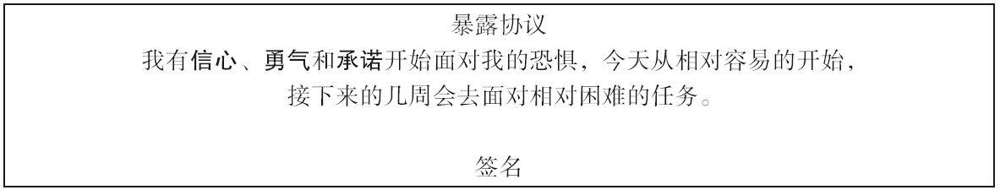 暴露协议
我有信心、勇气和承诺开始面对我的恐惧，今天从相对容易的开始，
接下来的几周会去面对相对困难的任务。
签名